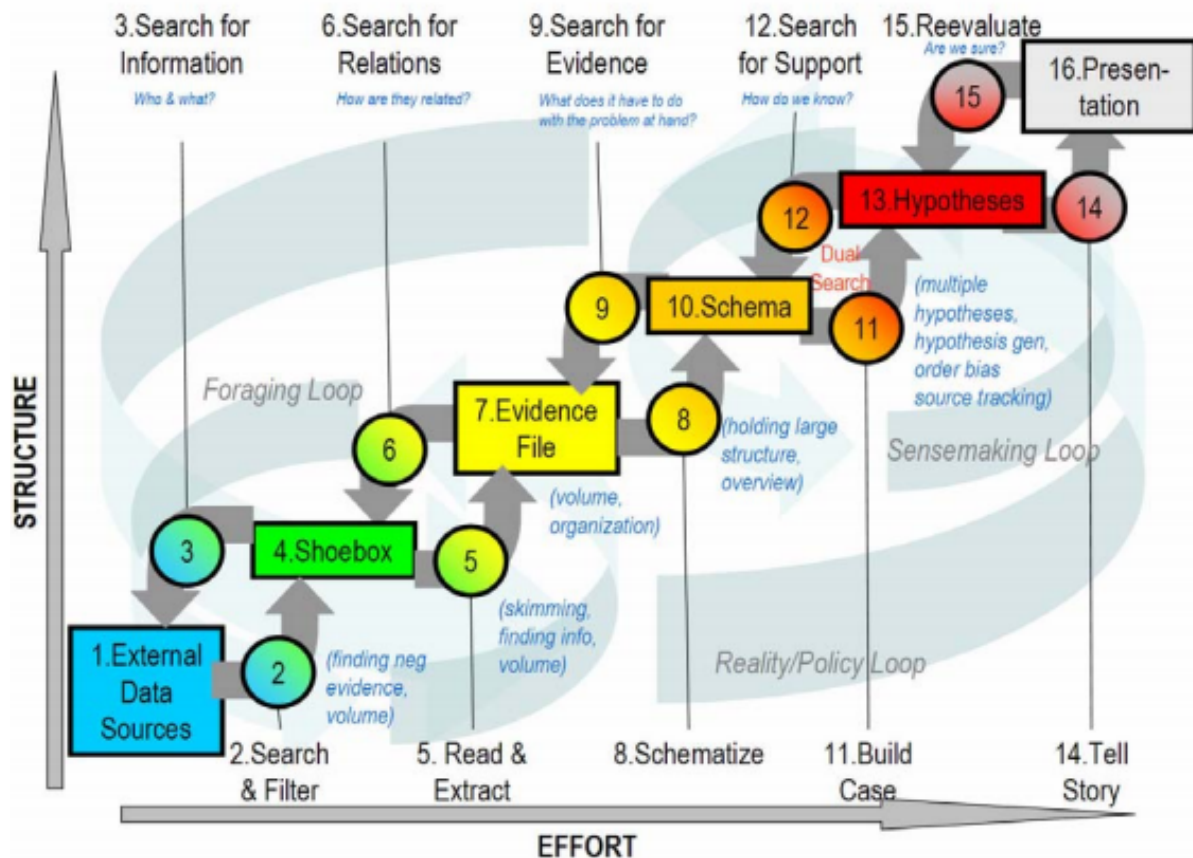 3.Search for
Information
Who & what?
6.Search for
Relations
How are they related?
9.Search for
Evidence
What does it have to do
with the problem at hand?
12.Search
for Support
How do we know?
15.Reevaluate
Are we sure?
16.Presen-
tation
15
14
13.Hypotheses
12
Dual
Search
11
(multiple
hypotheses,
hypothesis gen,
order bias
source tracking)
10.Schema
9
8
(holding large
structure,
overview)
7.Evidence
File
6
(volume,
organization)
Foraging Loop
Sensemaking Loop
Reality/Policy Loop
4.Shoebox
3
5
(skimming,
finding info,
volume)
1.External
Data
Sources
2
(finding neg
evidence,
volume)
2.Search
& Filter
5. Read &
Extract
8.Schematize
11.Build
Case
14.Tell
Story
STRUCTURE
EFFORT